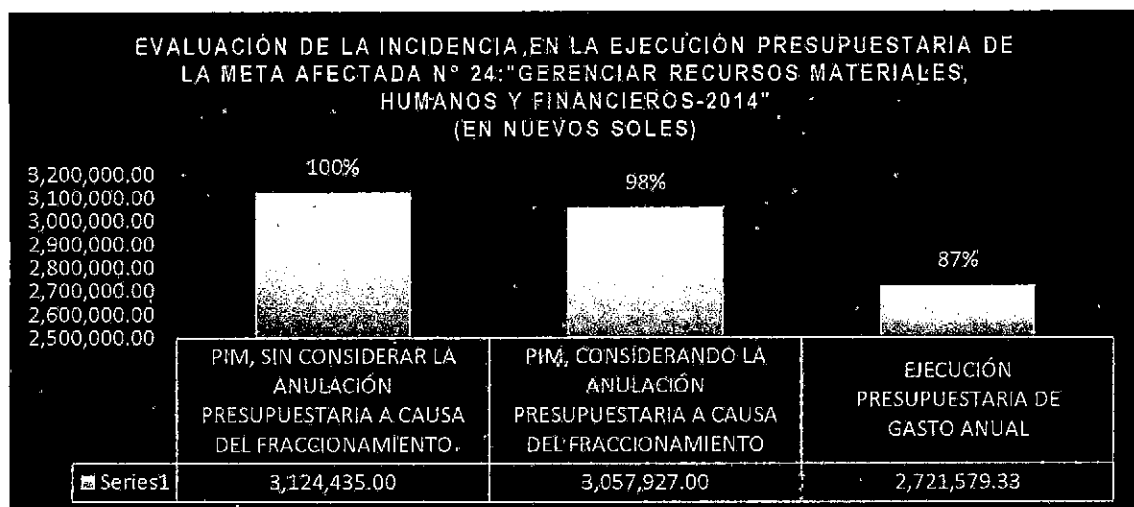 EVALUACIÓN DE LA INCIDENCIA EN LA EJECUCIÓN PRESUPUESTARIA DE
LA META AFECTADA N° 24:"GERENCIAR RECURSOS MATERIALES,
HUMANOS Y FINANCIEROS-2014"
(EN NUEVOS SOLES)
100%
98%
87%
3,200,000.00
3,100,000.00
3,000,000.00
2,900,000.00
2,800,000.00
2,700,000.00
2,600,000.00
2,500,000.00
PIM, SIN CONSIDERAR LA
ANULACIÓN
PRESUPUESTARIA A CAUSA
DEL FRACCIONAMIENTO.
PIM, CONSIDERANDO LA
ANULACIÓN
PRESUPUESTARIA A CAUSA
DEL FRACCIONAMIENTO
EJECUCIÓN
PRESUPUESTARIA DE
GASTO ANUAL
Series1 3,124,435.00 3,057,927.00 2,721,579.33